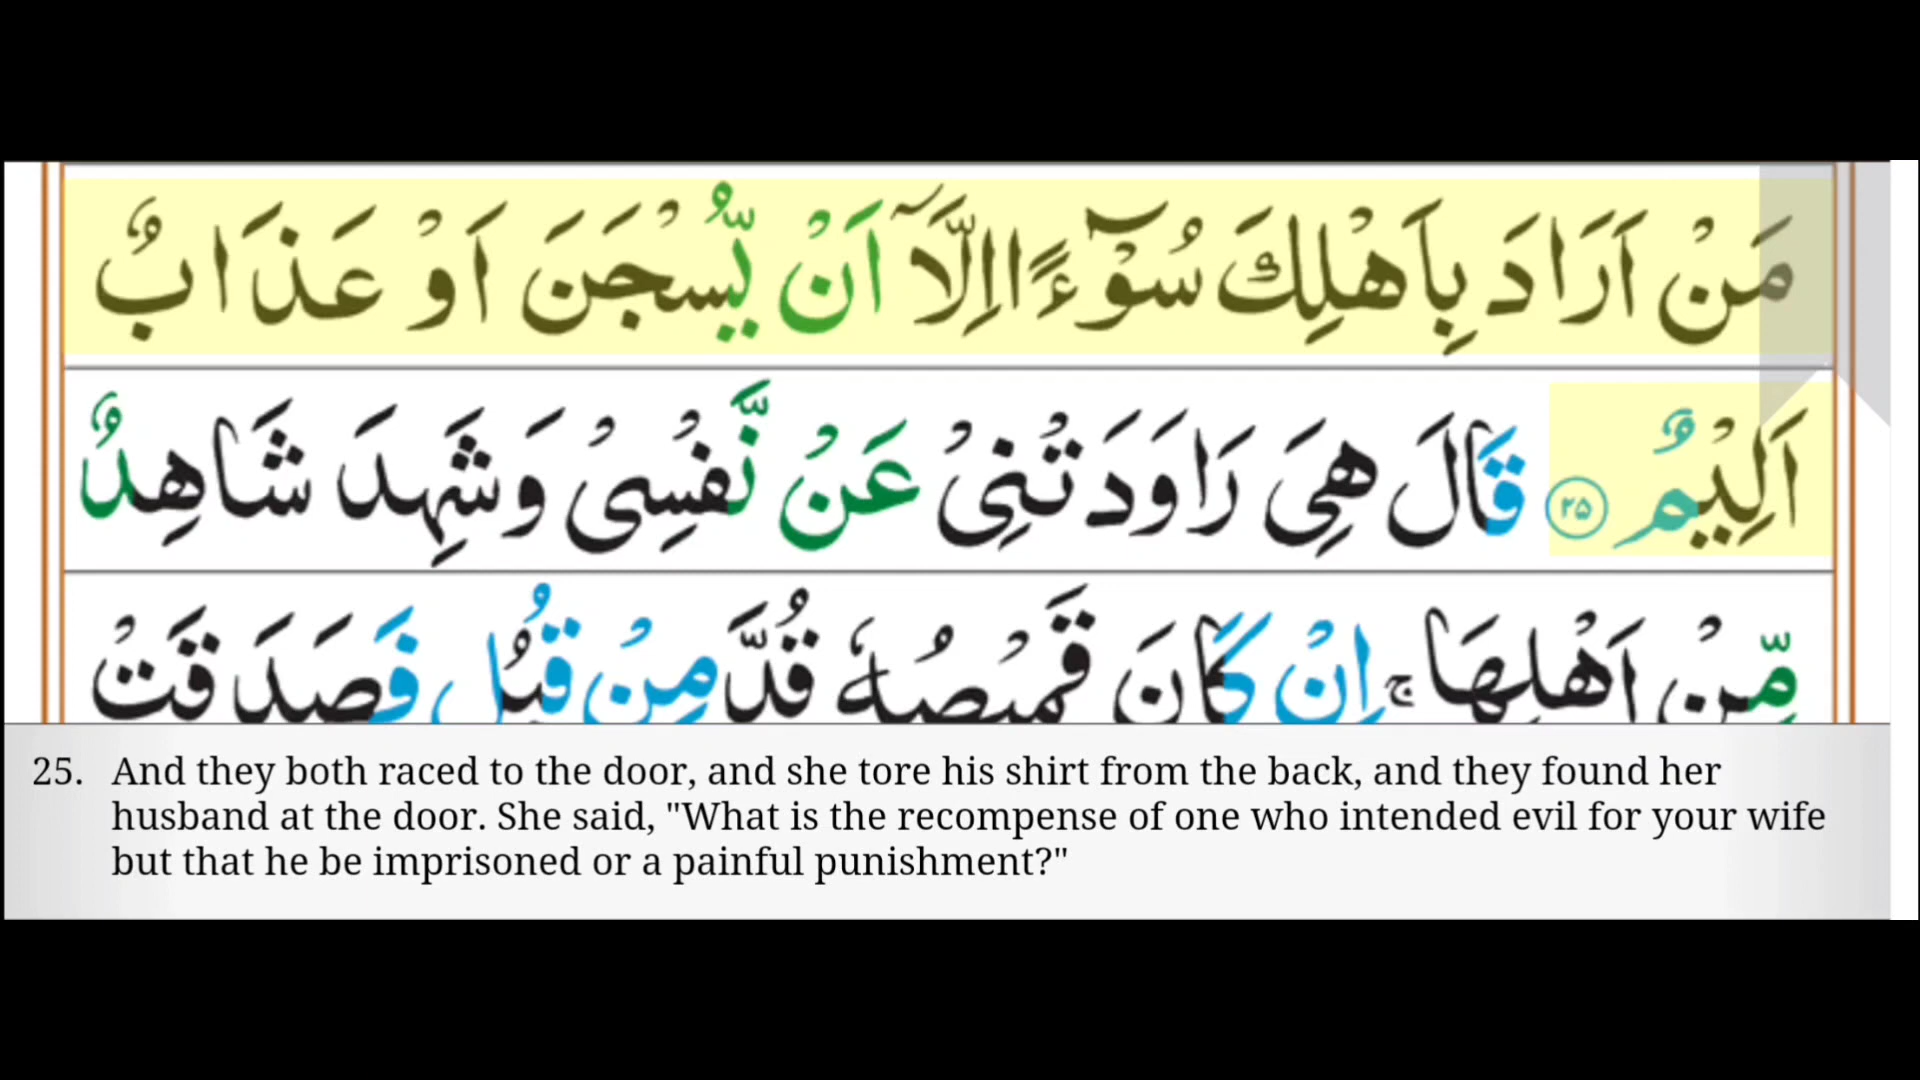 مَنْ اَرَادَ بِاَهْلِكَ سُوْٓءًا اِلَّاۤ اَنْ يُّسْجَنَ اَوْ عَذَابٌ
اَلِيْمٌ ۲۵ قَالَ هِىَ رَاوَدَتْنِىْ عَنْ نَّفْسِىْ وَشَهِدَ شَاهِدٌ
مِّنْ اَهْلِهَا ۚ اِنْ كَانَ قَمِيْصُهٗ قُدَّ مِنْ قُبُلٍ فَصَدَقَتْ
25. And they both raced to the door, and she tore his shirt from the back, and they found her
husband at the door. She said, "What is the recompense of one who intended evil for your wife
but that he be imprisoned or a painful punishment?"